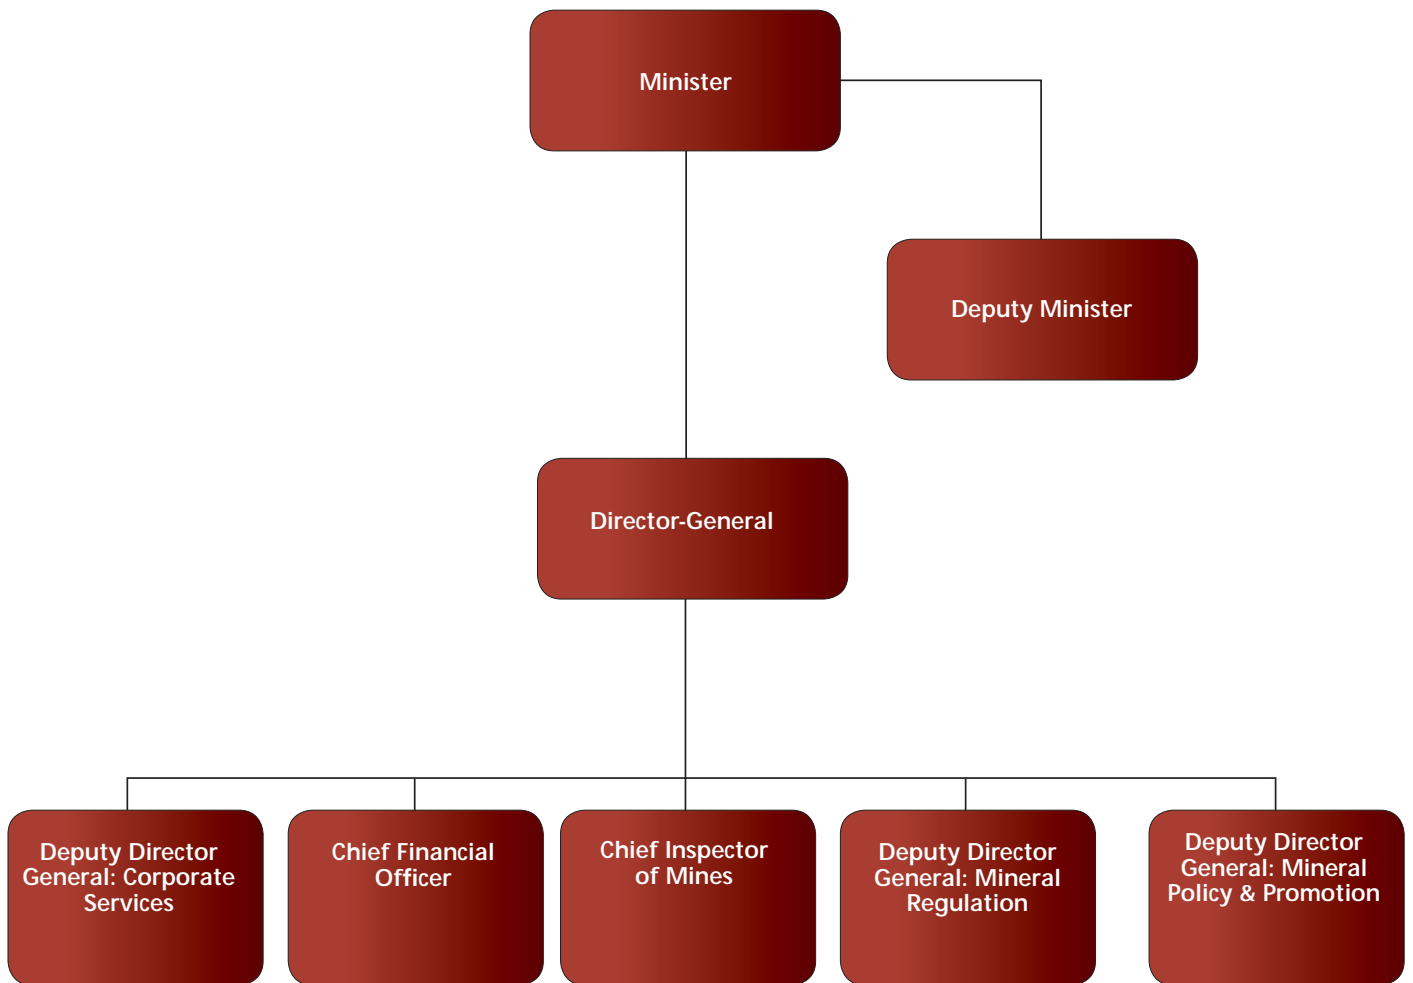 Minister
Deputy Minister
Director-General
Deputy Director
General: Corporate
Services
Chief Financial
Officer
Chief Inspector
of Mines
Deputy Director
General: Mineral
Regulation
Deputy Director
General: Mineral
Policy & Promotion